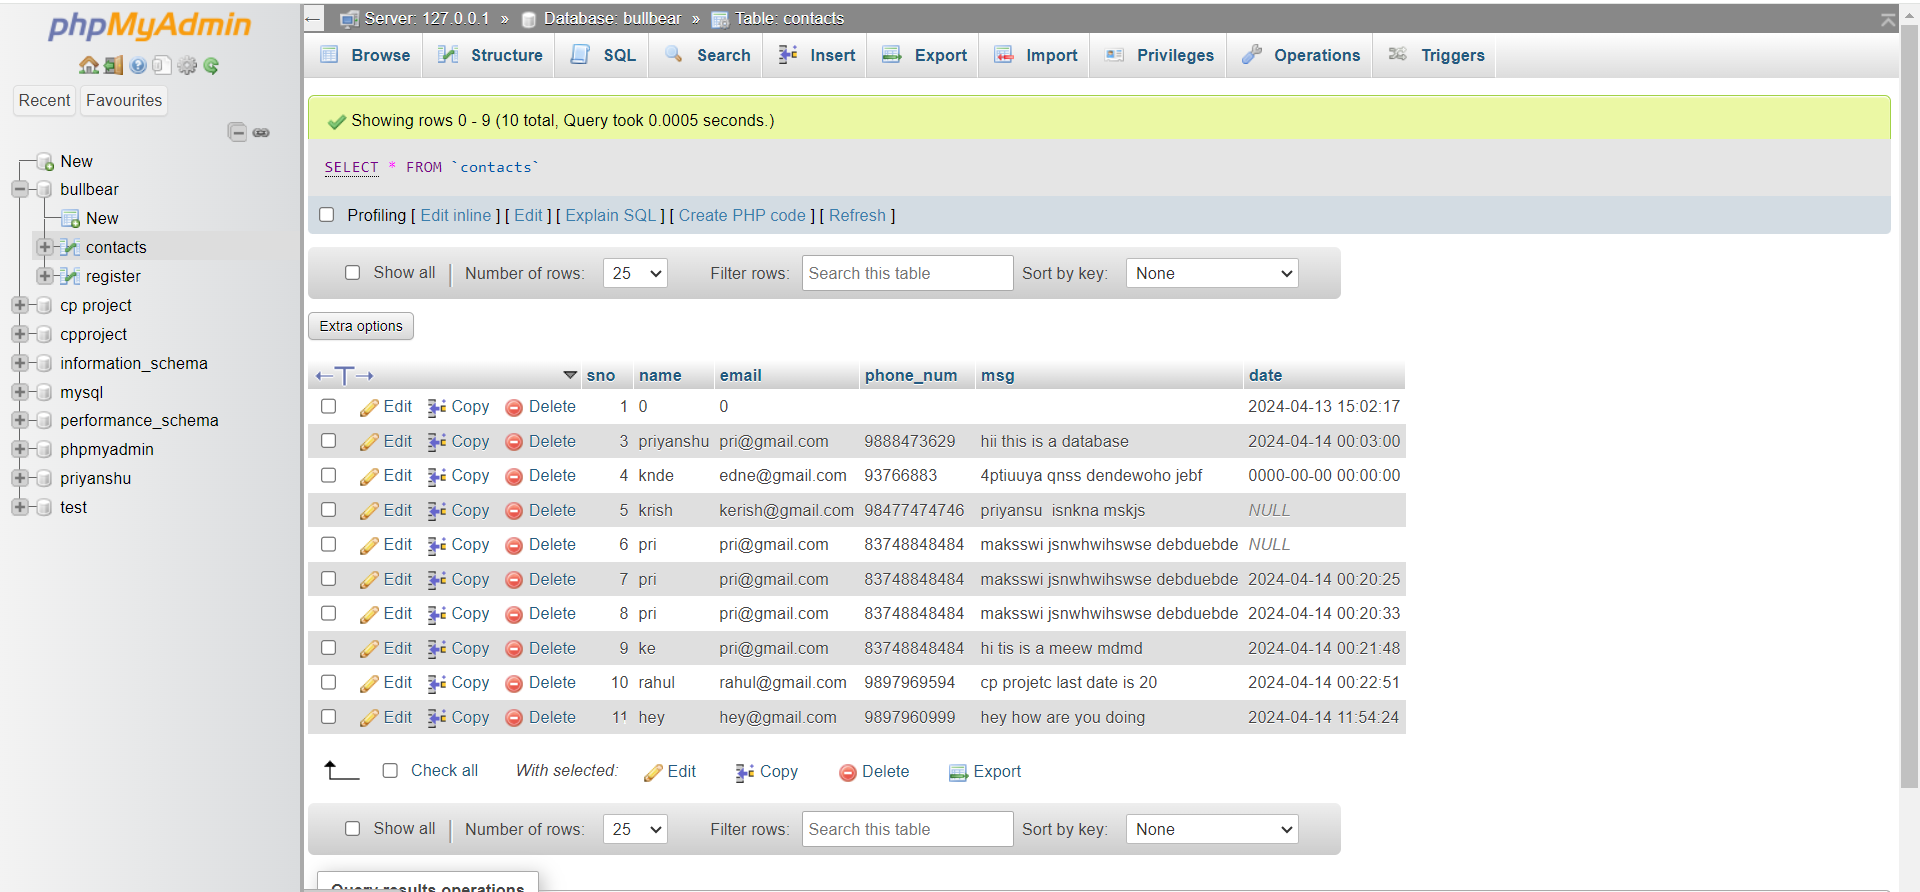 phpMyAdmin
Recent Favourites
New
bullbear
New
contacts
register
cp project
cpproject
information_schema
mysql
performance_schema
phpmyadmin
priyanshu
test
Server: 127.0.0.1 » Database: bullbear » Table: contacts
Browse Structure SQL Search Insert Export Import Privileges Operations Triggers
Showing rows 0 - 9 (10 total, Query took 0.0005 seconds.)
SELECT * FROM `contacts`
Profiling [ Edit inline ] [ Edit ] [ Explain SQL ] [ Create PHP code ] [ Refresh ]
Show all | Number of rows: 25 Filter rows: Search this table Sort by key: None
Extra options
←T→ sno name email phone_num msg date
Edit Copy Delete 1 0 0 2024-04-13 15:02:17
Edit Copy Delete 3 priyanshu pri@gmail.com 9888473629 hii this is a database 2024-04-14 00:03:00
Edit Copy Delete 4 knde edne@gmail.com 93766883 4ptiuuya qnss dendewoho jebf 0000-00-00 00:00:00
Edit Copy Delete 5 krish kerish@gmail.com 98477474746 priyansu  isnkna mskjs NULL
Edit Copy Delete 6 pri pri@gmail.com 83748848484 maksswi jsnwhwihswse debduebde NULL
Edit Copy Delete 7 pri pri@gmail.com 83748848484 maksswi jsnwhwihswse debduebde 2024-04-14 00:20:25
Edit Copy Delete 8 pri pri@gmail.com 83748848484 maksswi jsnwhwihswse debduebde 2024-04-14 00:20:33
Edit Copy Delete 9 ke pri@gmail.com 83748848484 hi tis is a meew mdmd 2024-04-14 00:21:48
Edit Copy Delete 10 rahul rahul@gmail.com 9897969594 cp projetc last date is 20 2024-04-14 00:22:51
Edit Copy Delete 11 hey hey@gmail.com 9897960999 hey how are you doing 2024-04-14 11:54:24
Check all With selected: Edit Copy Delete Export
Show all | Number of rows: 25 Filter rows: Search this table Sort by key: None
Query results operations